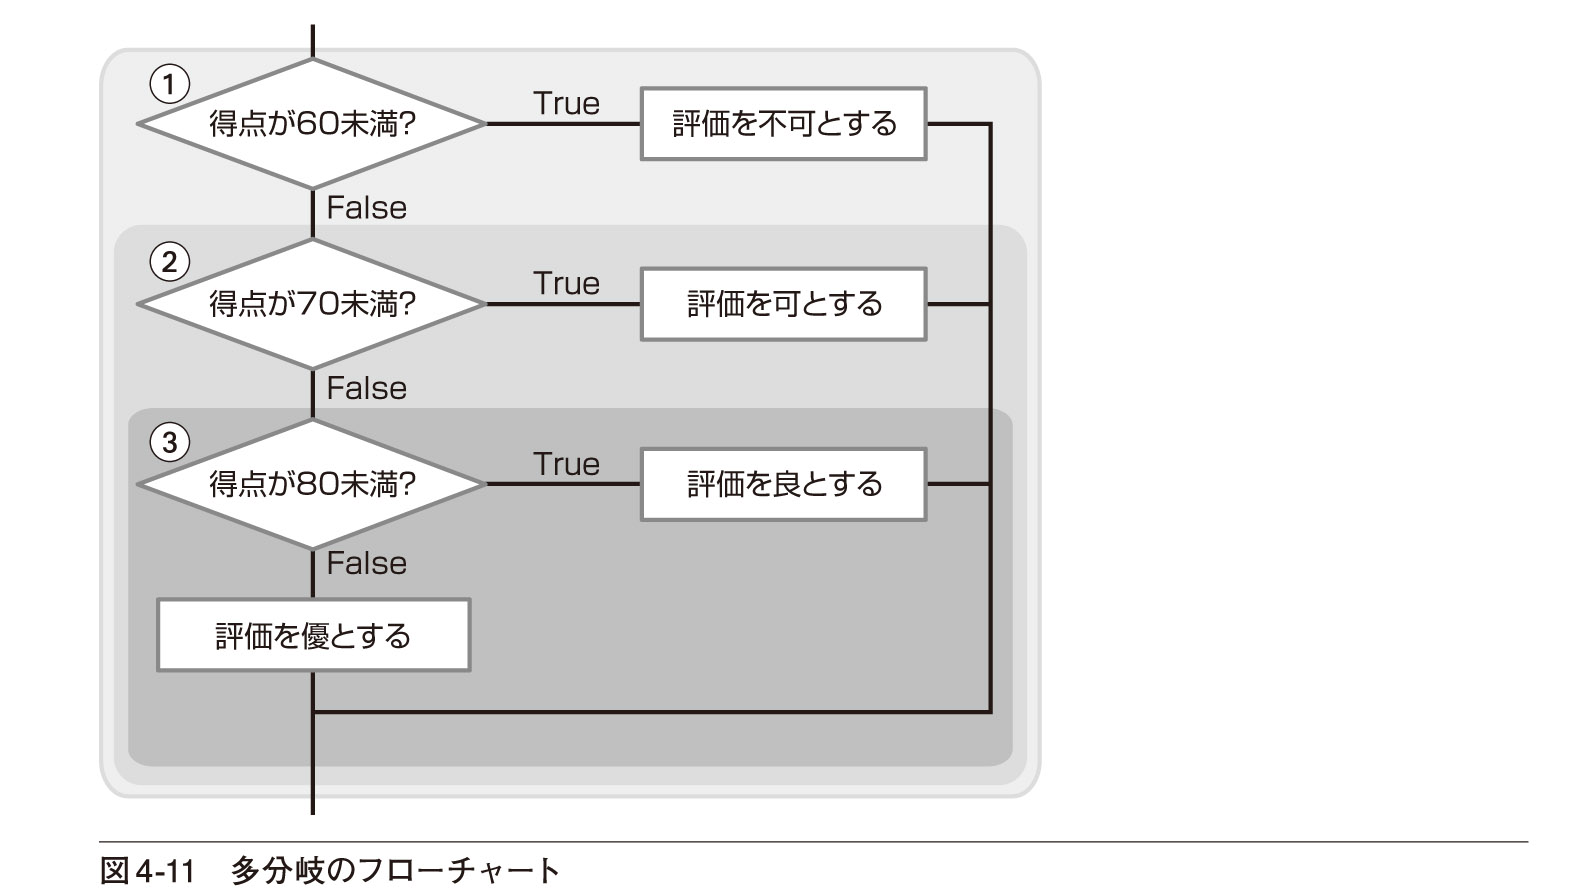 ①
得点が60未満?
True
評価を不可とする
False
②
得点が70未満?
True
評価を可とする
False
③
得点が80未満?
True
評価を良とする
False
評価を優とする
図4-11 多分岐のフローチャート